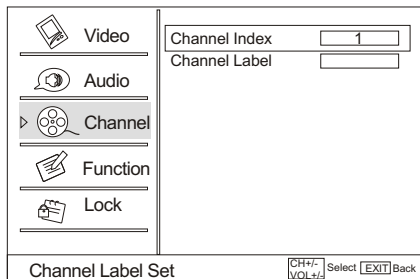 Video
Audio
Channel
Function
Lock
Channel Index 1
Channel Label
Channel Label Set
CH+/- VOL+/- Select EXIT Back